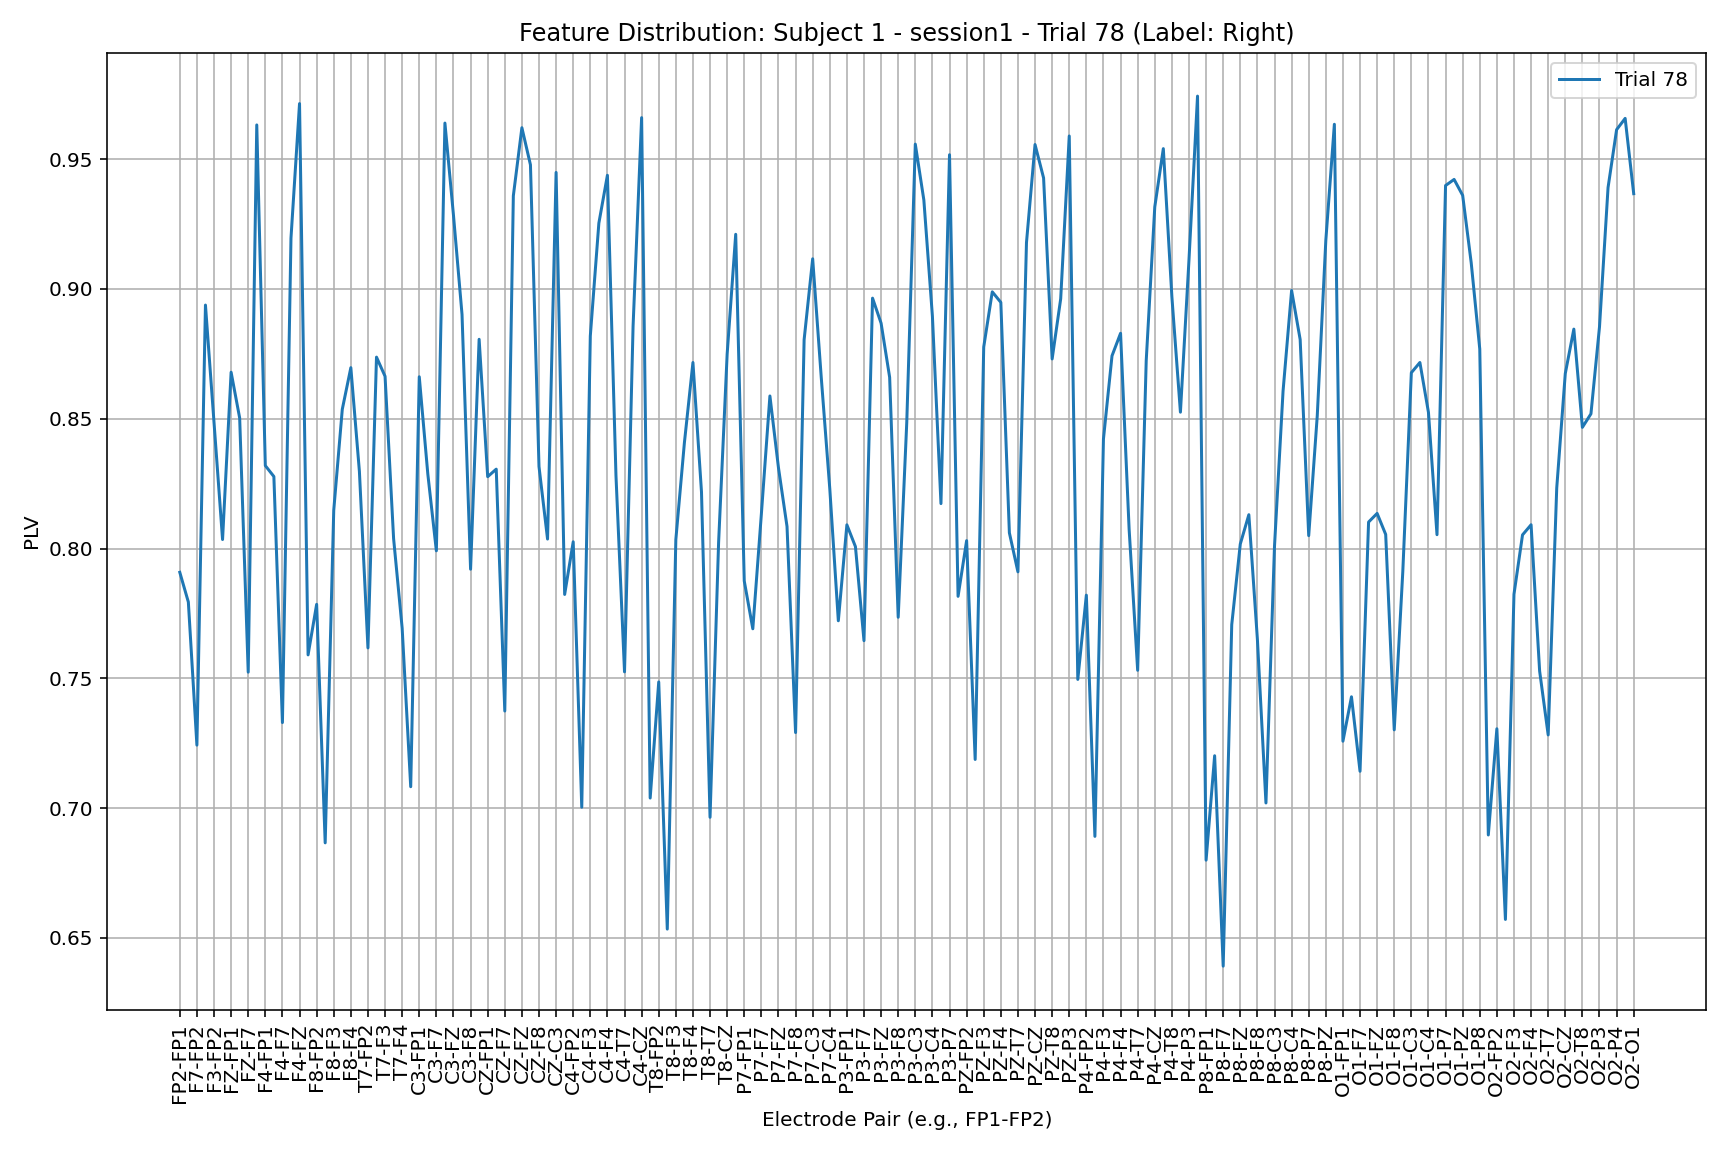 Feature Distribution: Subject 1 - session1 - Trial 78 (Label: Right)
Trial 78
0.95
0.90
0.85
0.80
0.75
0.70
0.65
PLV
FP2-FP1
F7-FP2
F3-FP2
FZ-FP1
FZ-F7
F4-FP1
F4-F7
F4-FZ
F8-FP2
F8-F3
F8-F4
T7-FP2
T7-F3
T7-F4
C3-FP1
C3-F7
C3-FZ
C3-F8
CZ-FP1
CZ-F7
CZ-FZ
CZ-F8
CZ-C3
C4-FP2
C4-F3
C4-F4
C4-T7
C4-CZ
T8-FP2
T8-F3
T8-F4
T8-T7
T8-CZ
P7-FP1
P7-F7
P7-FZ
P7-F8
P7-C3
P7-C4
P3-FP1
P3-F7
P3-FZ
P3-F8
P3-C3
P3-C4
P3-P7
PZ-FP2
PZ-F3
PZ-F4
PZ-T7
PZ-CZ
PZ-T8
PZ-P3
P4-FP2
P4-F3
P4-F4
P4-T7
P4-CZ
P4-T8
P4-P3
P8-FP1
P8-F7
P8-FZ
P8-F8
P8-C3
P8-C4
P8-P7
P8-PZ
O1-FP1
O1-F7
O1-FZ
O1-F8
O1-C3
O1-C4
O1-P7
O1-PZ
O1-P8
O2-FP2
O2-F3
O2-F4
O2-T7
O2-CZ
O2-T8
O2-P3
O2-P4
O2-O1
Electrode Pair (e.g., FP1-FP2)